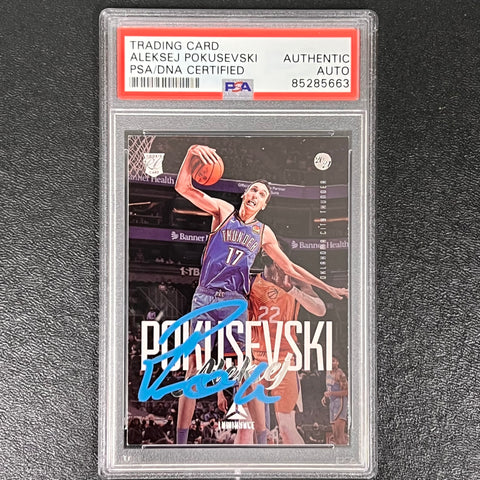 TRADING CARD
ALEKSEJ POKUSEVSKI
PSA/DNA CERTIFIED
AUTHENTIC
AUTO
85285663
PSA
Banner Health
Banner
THUNDER
17
22
OKLAHOMA CITY THUNDER
POKUSEVSKI
Aleksej
LUMINANCE